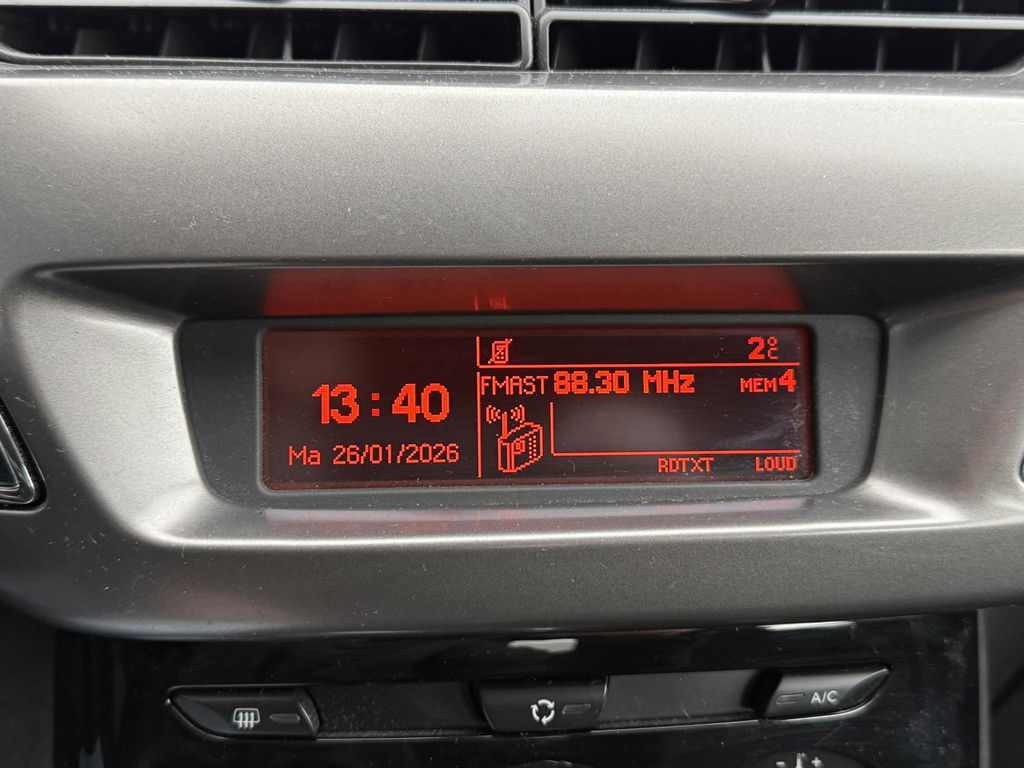 2°C
FMAST 88.30 MHz MEM4
13:40
Ma 26/01/2026
RDTXT LOUD
A/C
- +